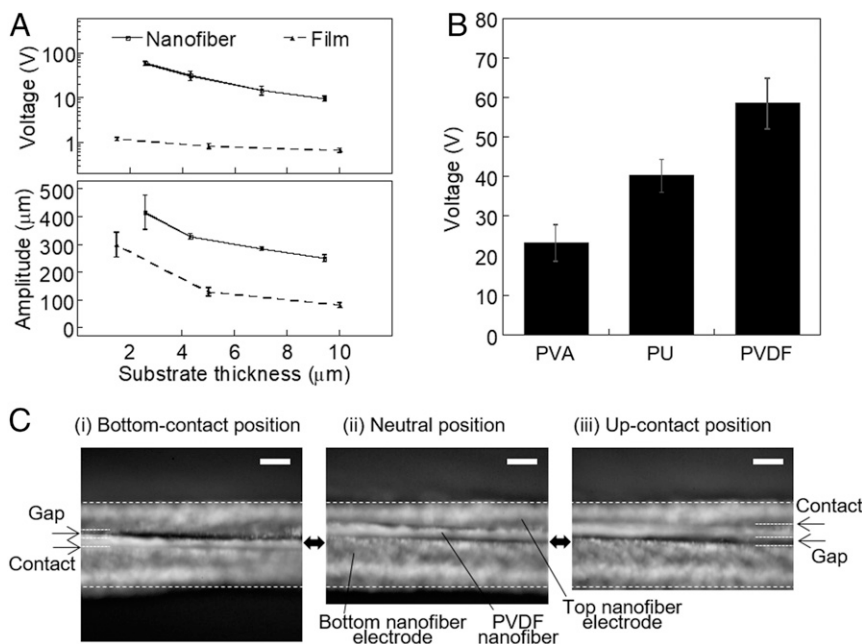 A
Nanofiber
Film
Voltage (V)
100
10
1
Amplitude (μm)
500
400
300
200
100
0
2 4 6 8 10
Substrate thickness (μm)
B
Voltage (V)
80
70
60
50
40
30
20
10
0
PVA PU PVDF
C
(i) Bottom-contact position (ii) Neutral position (iii) Up-contact position
Gap
Contact
Contact
Gap
Bottom nanofiber
electrode
PVDF
nanofiber
Top nanofiber
electrode